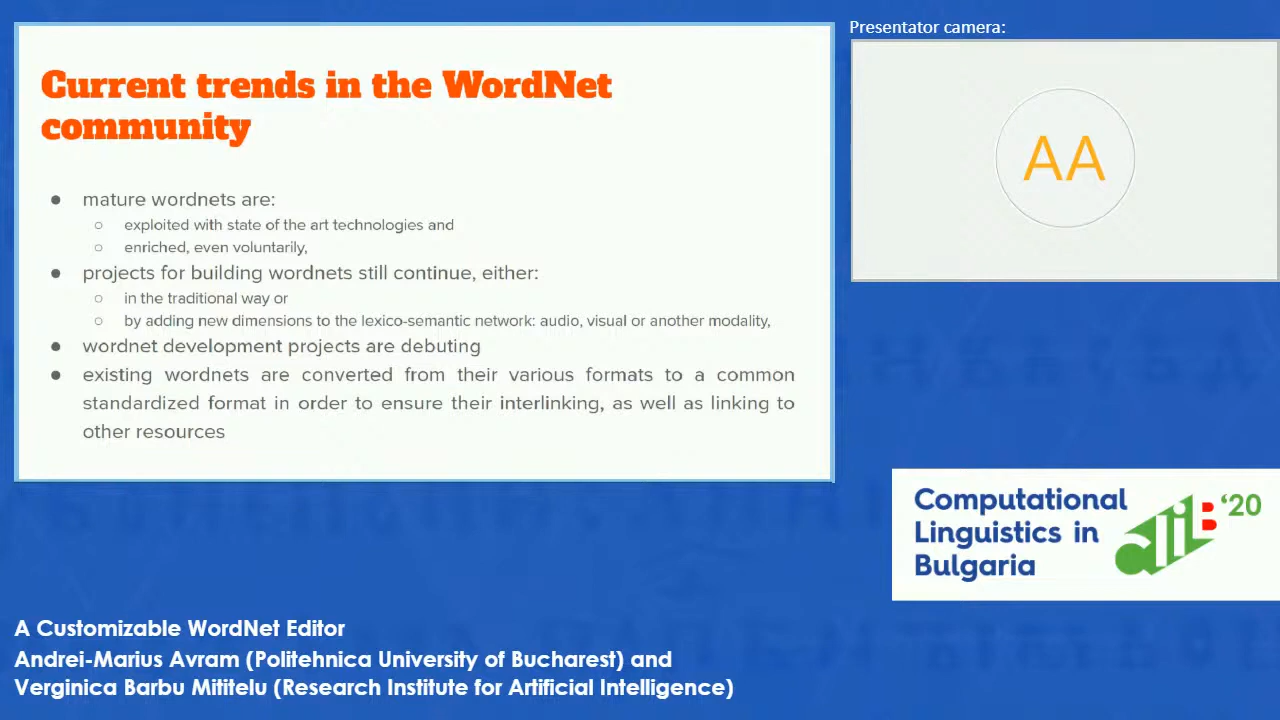 Presentator camera:
Current trends in the WordNet
community
AA
● mature wordnets are:
○ exploited with state of the art technologies and
○ enriched, even voluntarily,
● projects for building wordnets still continue, either:
○ in the traditional way or
○ by adding new dimensions to the lexico-semantic network: audio, visual or another modality,
● wordnet development projects are debuting
● existing wordnets are converted from their various formats to a common
standardized format in order to ensure their interlinking, as well as linking to
other resources
Computational
Linguistics in
Bulgaria
cliB '20
A Customizable WordNet Editor
Andrei-Marius Avram (Politehnica University of Bucharest) and
Verginica Barbu Mititelu (Research Institute for Artificial Intelligence)